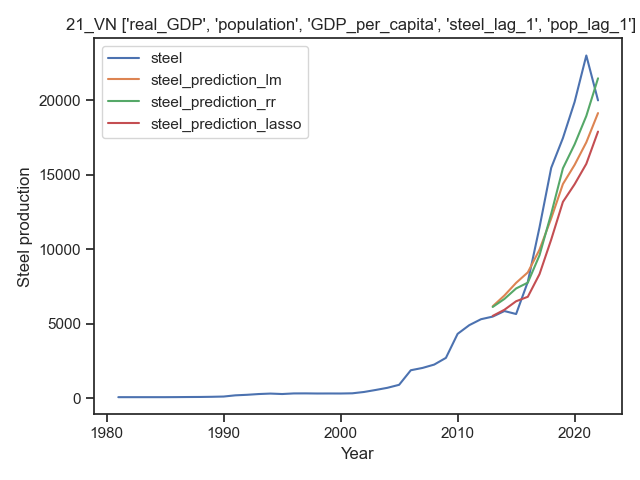 21_VN ['real_GDP', 'population', 'GDP_per_capita', 'steel_lag_1', 'pop_lag_1']
steel
steel_prediction_lm
steel_prediction_rr
steel_prediction_lasso
Steel production
20000
15000
10000
5000
0
1980
1990
2000
2010
2020
Year